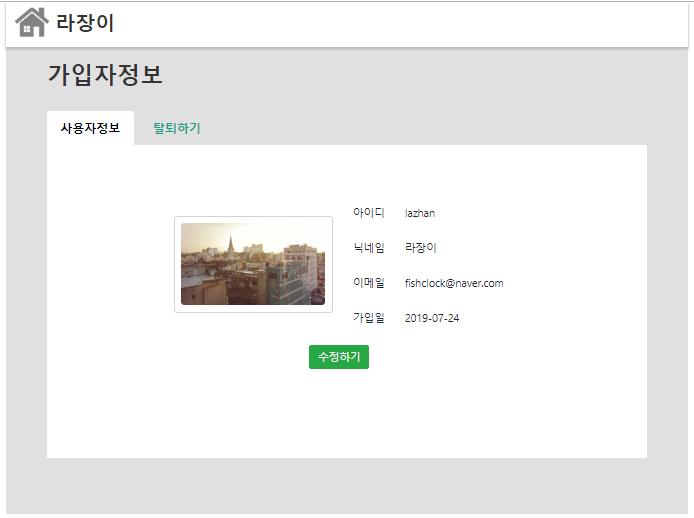 라장이
가입자정보
사용자정보 탈퇴하기
아이디 lazhan
닉네임 라장이
이메일 fishclock@naver.com
가입일 2019-07-24
수정하기